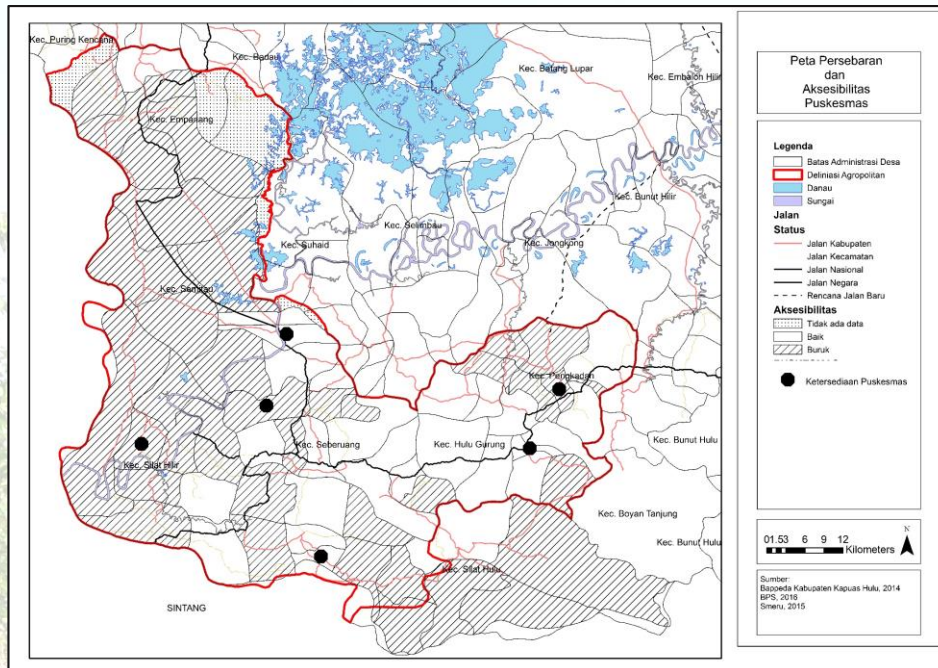 Kec. Puring Kencana
Kec. Badau
Kec. Batang Lupar
Kec. Embaloh Hilir
Kec. Empanang
Kec. Bunut Hilir
Kec. Selimbau
Kec. Suhaid
Kec. Jongkong
Kec. Semitau
Kec. Pengkadan
Kec. Seberuang
Kec. Hulu Gurung
Kec. Bunut Hulu
Kec. Silat Hilir
Kec. Boyan Tanjung
Kec. Bunut Hulu
Kec. Silat Hulu
SINTANG
Peta Persebaran
dan
Aksesibilitas
Puskesmas
Legenda
Batas Administrasi Desa
Deliniasi Agropolitan
Danau
Sungai
Jalan
Status
Jalan Kabupaten
Jalan Kecamatan
Jalan Nasional
Jalan Negara
Rencana Jalan Baru
Aksesibilitas
Tidak ada data
Baik
Buruk
Ketersediaan Puskesmas
N
01.53 6 9 12
Kilometers
Sumber:
Bappeda Kabupaten Kapuas Hulu, 2014
BPS, 2016
Smeru, 2015